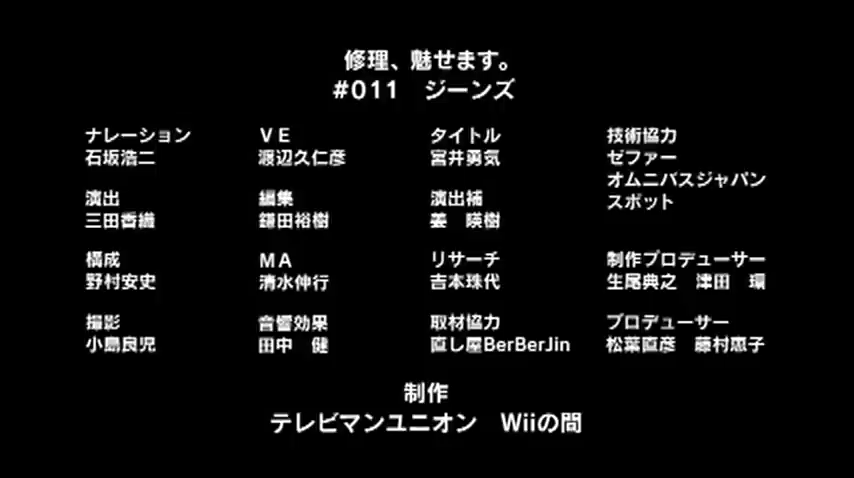 修理、魅せます。
#011　ジーンズ
ナレーション
石坂浩二
演出
三田香織
構成
野村安史
撮影
小島良児
VE
渡辺久仁彦
編集
鎌田裕樹
MA
清水伸行
音響効果
田中　健
タイトル
宮井勇気
演出補
姜　暎樹
リサーチ
吉本珠代
取材協力
直し屋BerBerJin
技術協力
ゼファー
オムニバスジャパン
スポット
制作プロデューサー
生尾典之　津田　環
プロデューサー
松葉直彦　藤村恵子
制作
テレビマンユニオン　Wiiの間